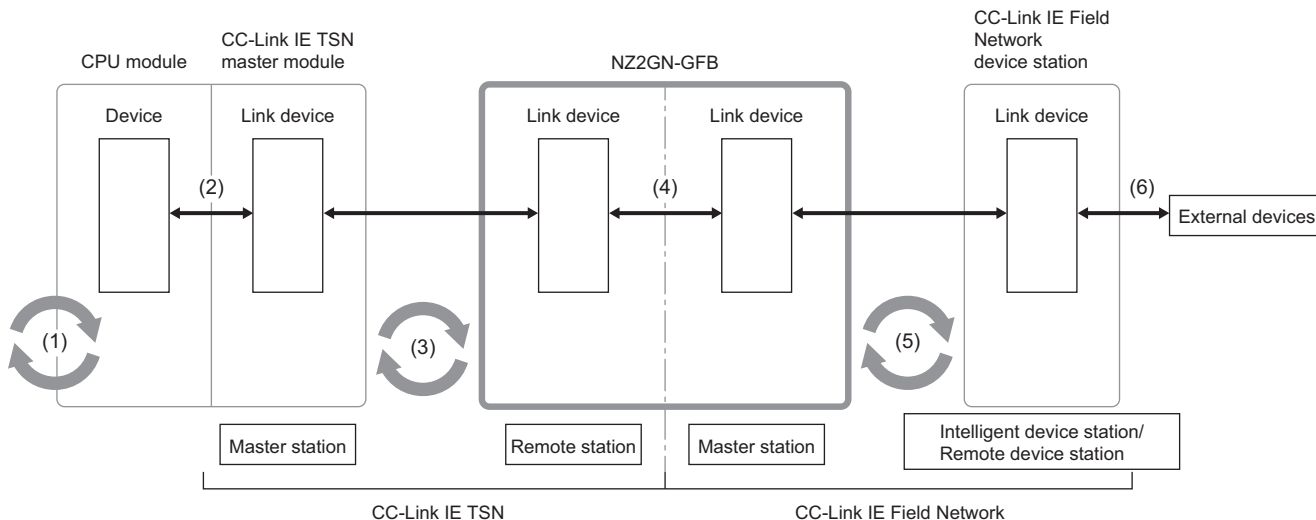 CPU module
CC-Link IE TSN
master module
NZ2GN-GFB
CC-Link IE Field
Network
device station
Device
Link device
Link device
Link device
Link device
(2)
(4)
(6)
External devices
(1)
(3)
(5)
Master station
Remote station
Master station
Intelligent device station/
Remote device station
CC-Link IE TSN
CC-Link IE Field Network